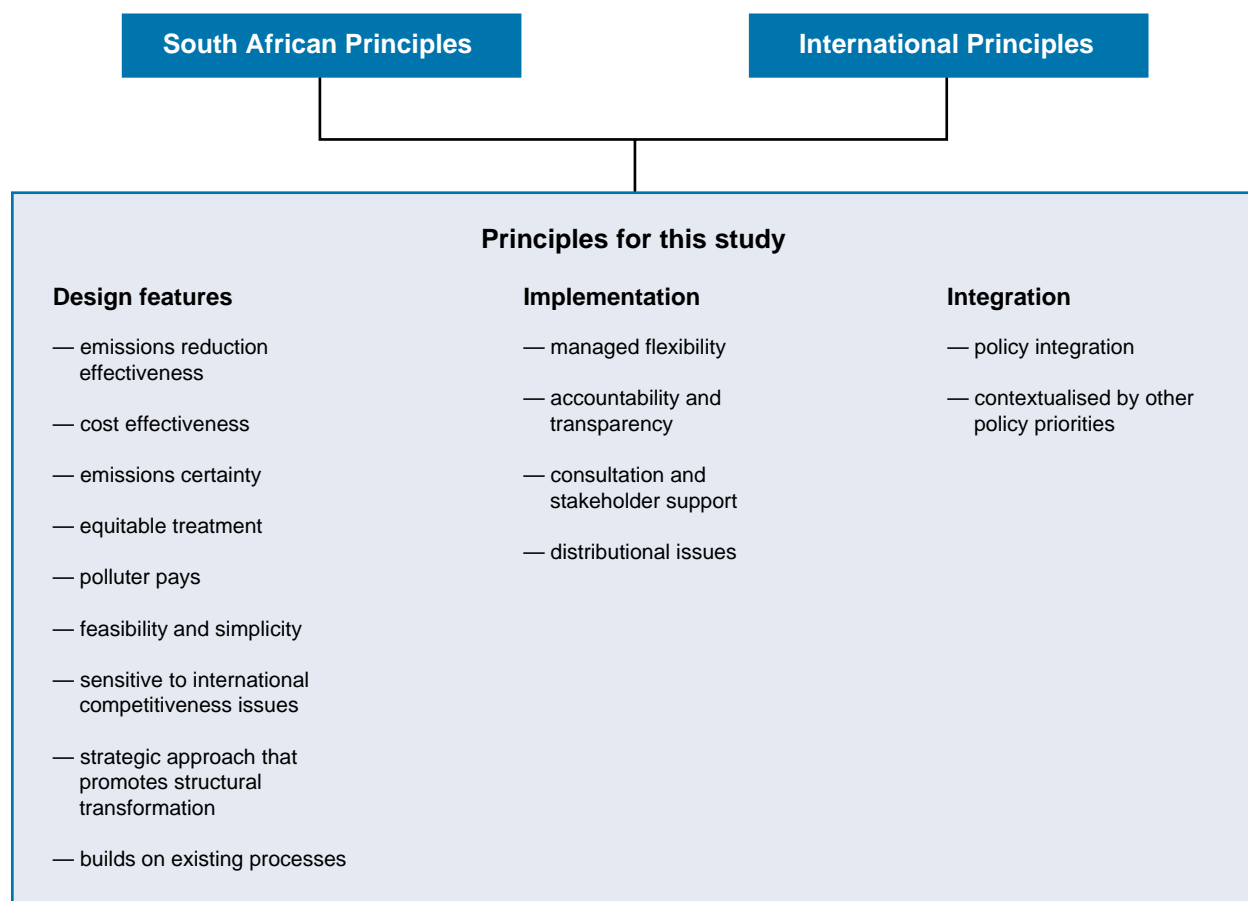 South African Principles
International Principles
Principles for this study
Design features
— emissions reduction
effectiveness
— cost effectiveness
— emissions certainty
— equitable treatment
— polluter pays
— feasibility and simplicity
— sensitive to international
competitiveness issues
— strategic approach that
promotes structural
transformation
— builds on existing processes
Implementation
— managed flexibility
— accountability and
transparency
— consultation and
stakeholder support
— distributional issues
Integration
— policy integration
— contextualised by other
policy priorities